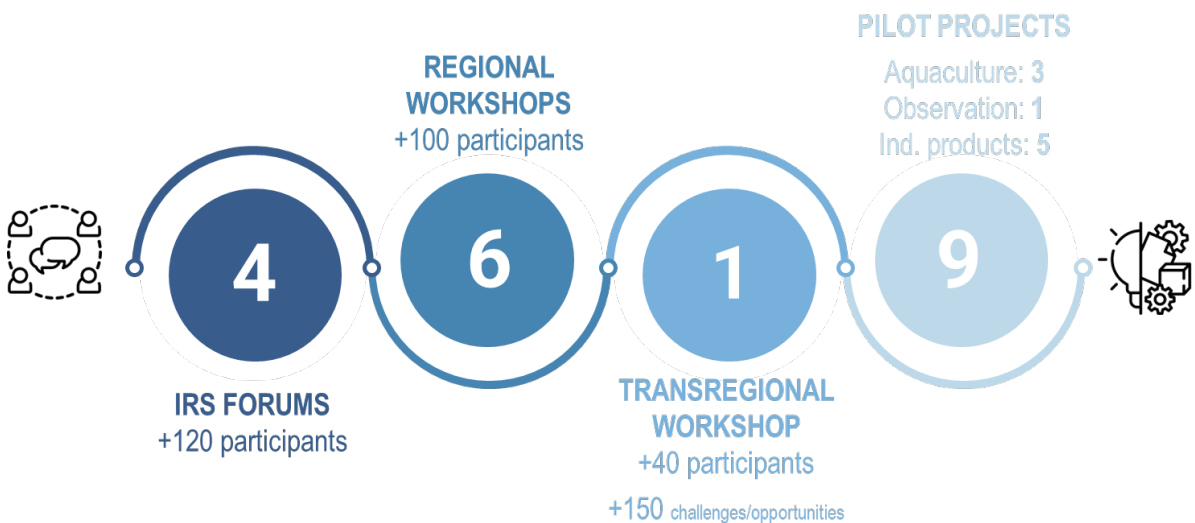 4
IRS FORUMS
+120 participants
REGIONAL
WORKSHOPS
+100 participants
6
1
TRANSREGIONAL
WORKSHOP
+40 participants
+150 challenges/opportunities
PILOT PROJECTS
Aquaculture: 3
Observation: 1
Ind. products: 5
9